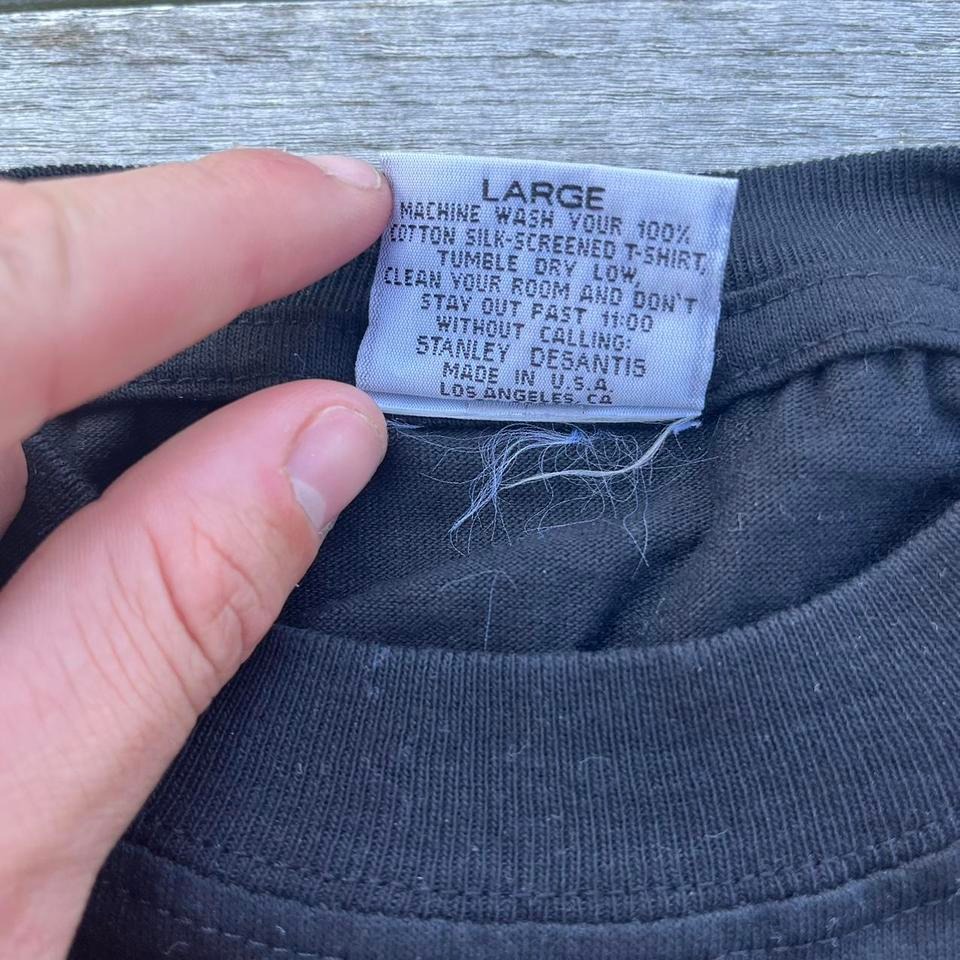 LARGE
MACHINE WASH YOUR 100%
COTTON SILK-SCREENED T-SHIRT,
TUMBLE DRY LOW,
CLEAN YOUR ROOM AND DON'T
STAY OUT PAST 11:00
WITHOUT CALLING:
STANLEY DESANTIS
MADE IN U.S.A.
LOS ANGELES, CA